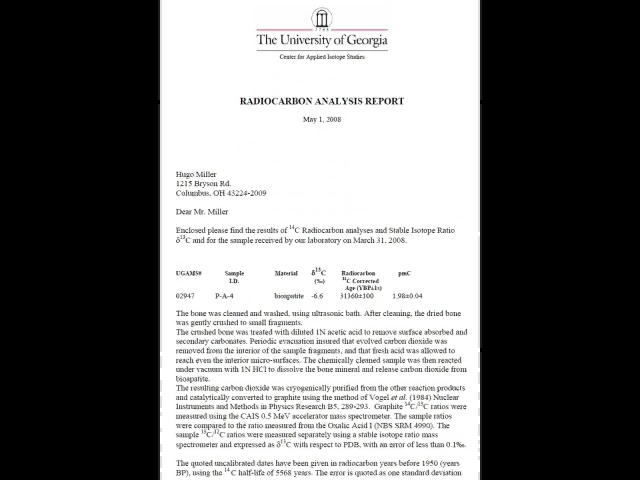 1785
The University of Georgia
Center for Applied Isotope Studies
RADIOCARBON ANALYSIS REPORT
May 1, 2008
Hugo Miller
1215 Bryson Rd.
Columbus, OH 43224-2009
Dear Mr. Miller
Enclosed please find the results of ¹⁴C Radiocarbon analyses and Stable Isotope Ratio
δ¹³C and for the sample received by our laboratory on March 31, 2008.
UGAMS# Sample I.D. Material δ¹³C (‰) Radiocarbon ¹⁴C Corrected Age (YBP±1s) pmC
02947 P-A-4 bioapatite -6.6 31360±100 1.98±0.04
The bone was cleaned and washed, using ultrasonic bath. After cleaning, the dried bone
was gently crushed to small fragments.
The crushed bone was treated with diluted 1N acetic acid to remove surface absorbed and
secondary carbonates. Periodic evacuation insured that evolved carbon dioxide was
removed from the interior of the sample fragments, and that fresh acid was allowed to
reach even the interior micro-surfaces. The chemically cleaned sample was then reacted
under vacuum with 1N HCl to dissolve the bone mineral and release carbon dioxide from
bioapatite.
The resulting carbon dioxide was cryogenically purified from the other reaction products
and catalytically converted to graphite using the method of Vogel et al. (1984) Nuclear
Instruments and Methods in Physics Research B5, 289-293. Graphite ¹⁴C/¹³C ratios were
measured using the CAIS 0.5 MeV accelerator mass spectrometer. The sample ratios
were compared to the ratio measured from the Oxalic Acid I (NBS SRM 4990). The
sample ¹³C/¹²C ratios were measured separately using a stable isotope ratio mass
spectrometer and expressed as δ¹³C with respect to PDB, with an error of less than 0.1‰.
The quoted uncalibrated dates have been given in radiocarbon years before 1950 (years
BP), using the ¹⁴C half-life of 5568 years. The error is quoted as one standard deviation